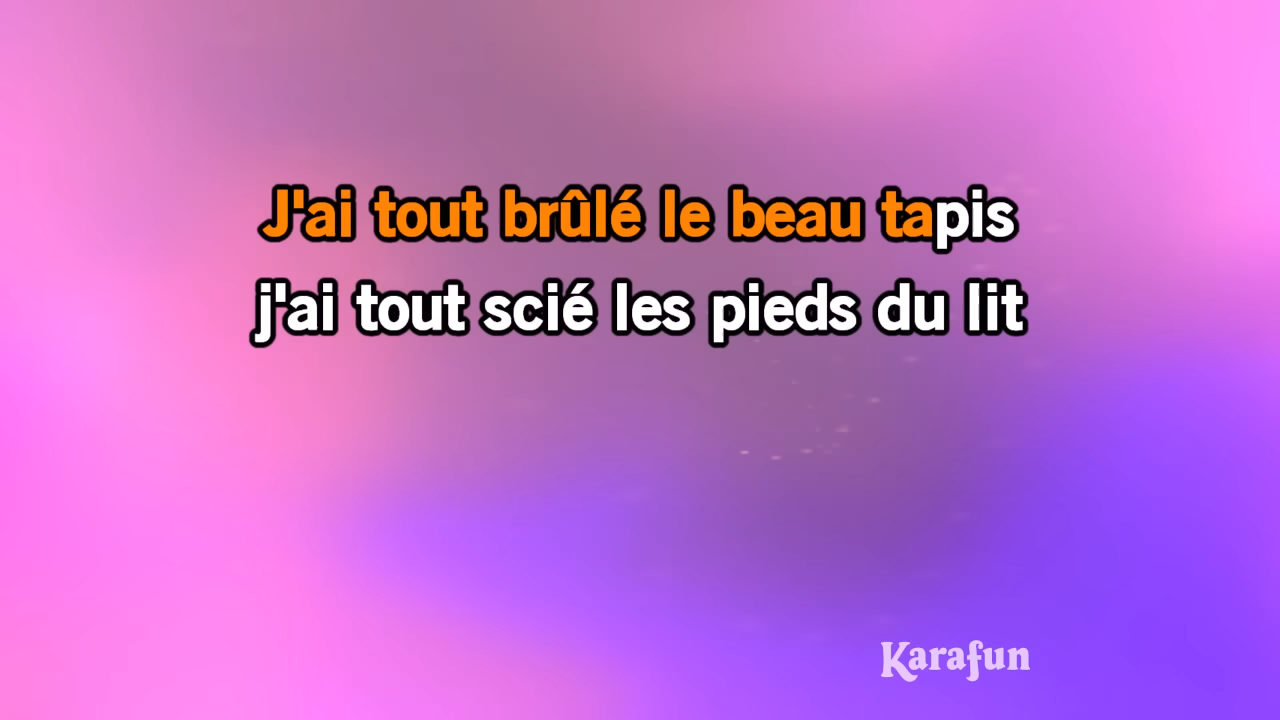 J'ai tout brûlé le beau tapis
j'ai tout scié les pieds du lit
Karafun